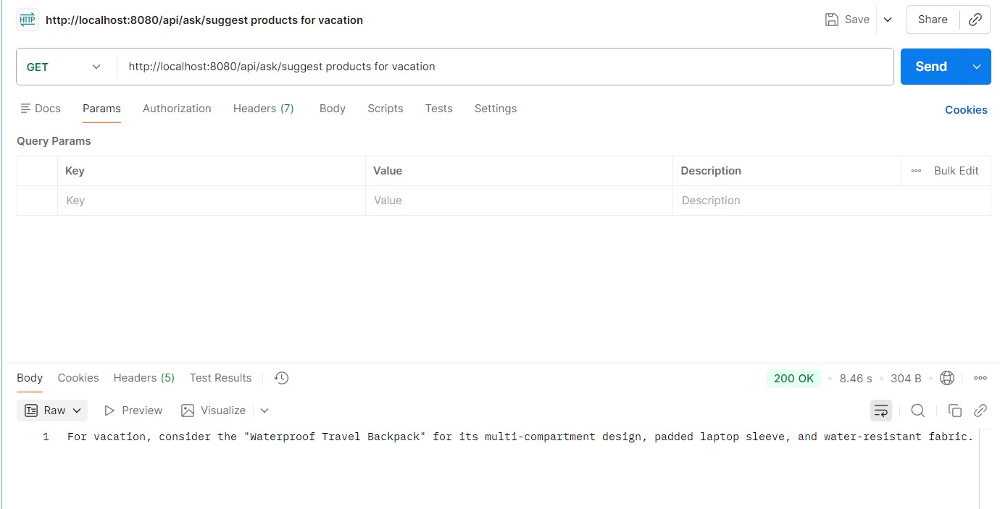 HTTP http://localhost:8080/api/ask/suggest products for vacation Save Share
GET http://localhost:8080/api/ask/suggest products for vacation Send
Docs Params Authorization Headers (7) Body Scripts Tests Settings Cookies
Query Params
Key Value Description Bulk Edit
Key Value Description
Body Cookies Headers (5) Test Results 200 OK • 8.46 s • 304 B •
Raw Preview Visualize
1 For vacation, consider the "Waterproof Travel Backpack" for its multi-compartment design, padded laptop sleeve, and water-resistant fabric.